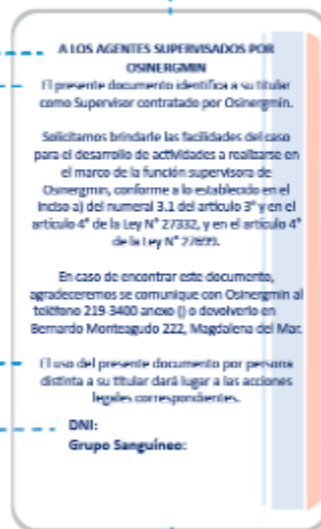 A LOS AGENTES SUPERVISADOS POR
OSINERGMIN
El presente documento identifica a su titular
como Supervisor contratado por Osinergmin.
Solicitamos brindarle las facilidades del caso
para el desarrollo de actividades a realizarse en
el marco de la función supervisora de
Osinergmin, conforme a lo establecido en el
inciso a) del numeral 3.1 del artículo 3° y en el
artículo 4° de la Ley N° 27332, y en el artículo 4°
de la Ley N° 27699.
En caso de encontrar este documento,
agradeceremos se comunique con Osinergmin al
teléfono 219-3400 anexo () o devolverlo en
Bernardo Monteagudo 222, Magdalena del Mar.
El uso del presente documento por persona
distinta a su titular dará lugar a las acciones
legales correspondientes.
DNI:
Grupo Sanguíneo: